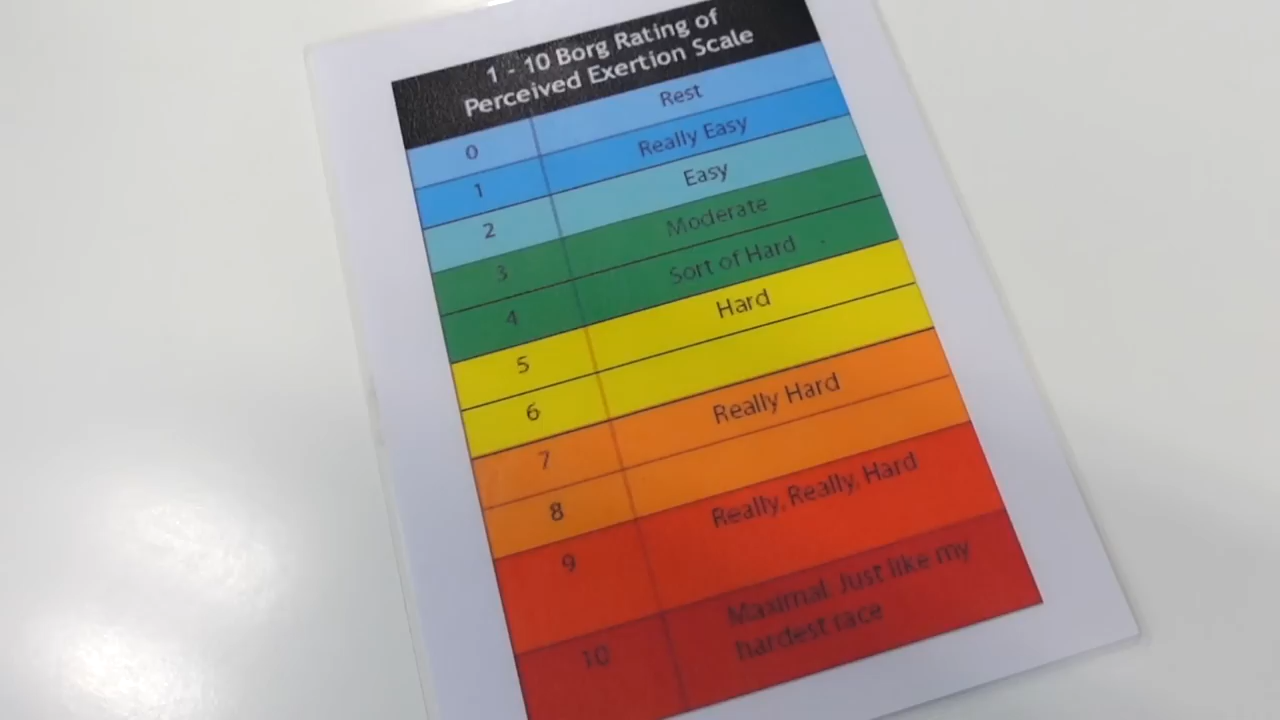 1 - 10 Borg Rating of
Perceived Exertion Scale
0 Rest
1 Really Easy
2 Easy
3 Moderate
4 Sort of Hard
5 Hard
6
7 Really Hard
8
9 Really, Really, Hard
10 Maximal. Just like my
hardest race